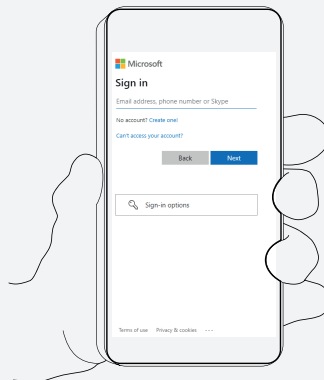 Microsoft
Sign in
Email address, phone number or Skype
No account? Create one!
Can't access your account?
Back Next
Sign-in options
Terms of use Privacy & cookies ...